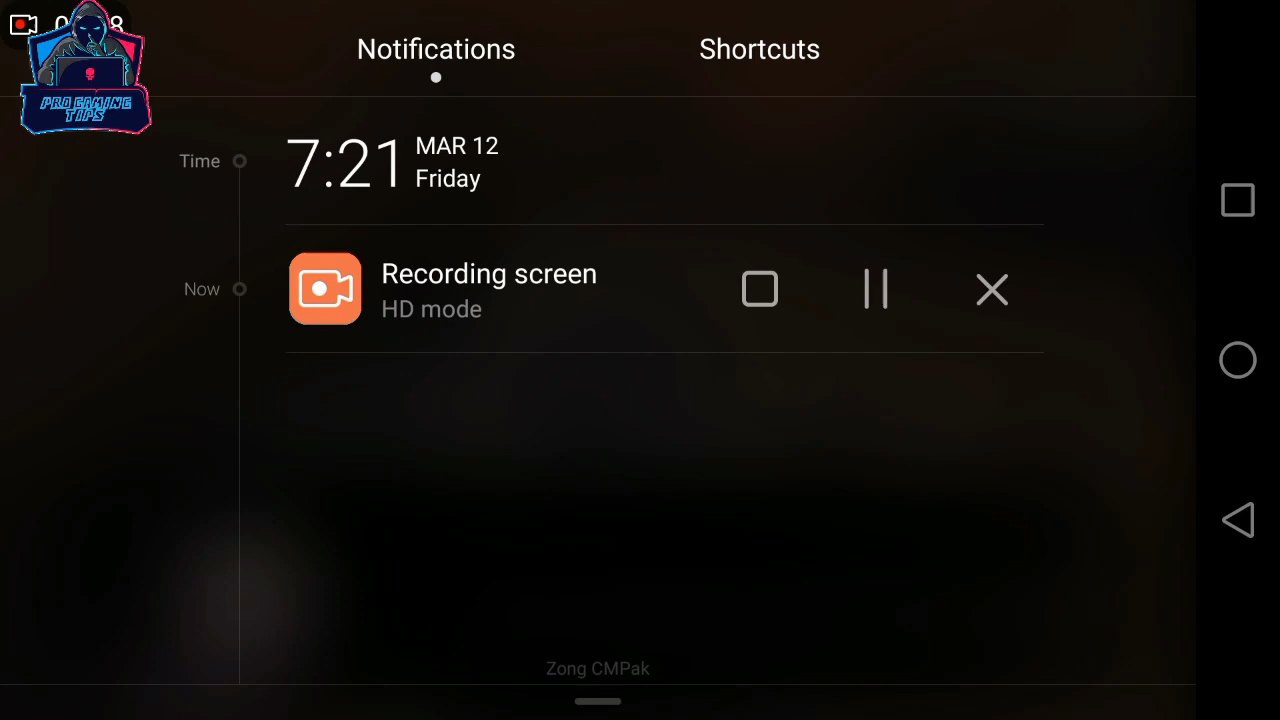 Notifications
Shortcuts
PRO GAMING
TIPS
Time
7:21
MAR 12
Friday
Now
Recording screen
HD mode
Zong CMPak